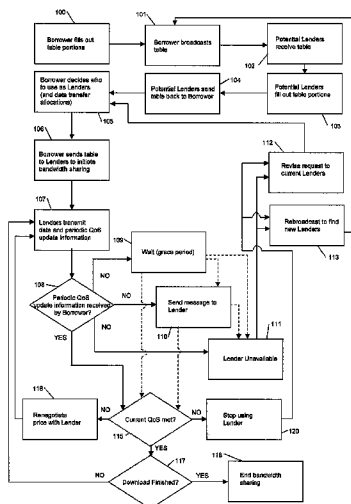 100
Borrower fills out
table portions
101
Borrower broadcasts
table
Potential Lenders
receive table
102
Borrower decides who
to use as Lenders
(and data transfer
allocations)
105
104
Potential Lenders send
table back to Borrower
Potential Lenders
fill out table portions
103
106
Borrower sends table
to Lenders to initiate
bandwidth sharing
112
Revise request to
current Lenders
107
Lenders transmit
data and periodic QoS
update information
109
Wait (grace period)
Rebroadcast to find
new Lenders
113
108
Periodic QoS
update information received
by Borrower?
NO
NO
NO
YES
Send message to
Lender
110
111
Lender Unavailable
118
Renegotiate
price with Lender
NO
Current QoS met?
115
NO
Stop using
Lender
120
YES
117
NO
Download Finished?
YES
118
End bandwidth
sharing